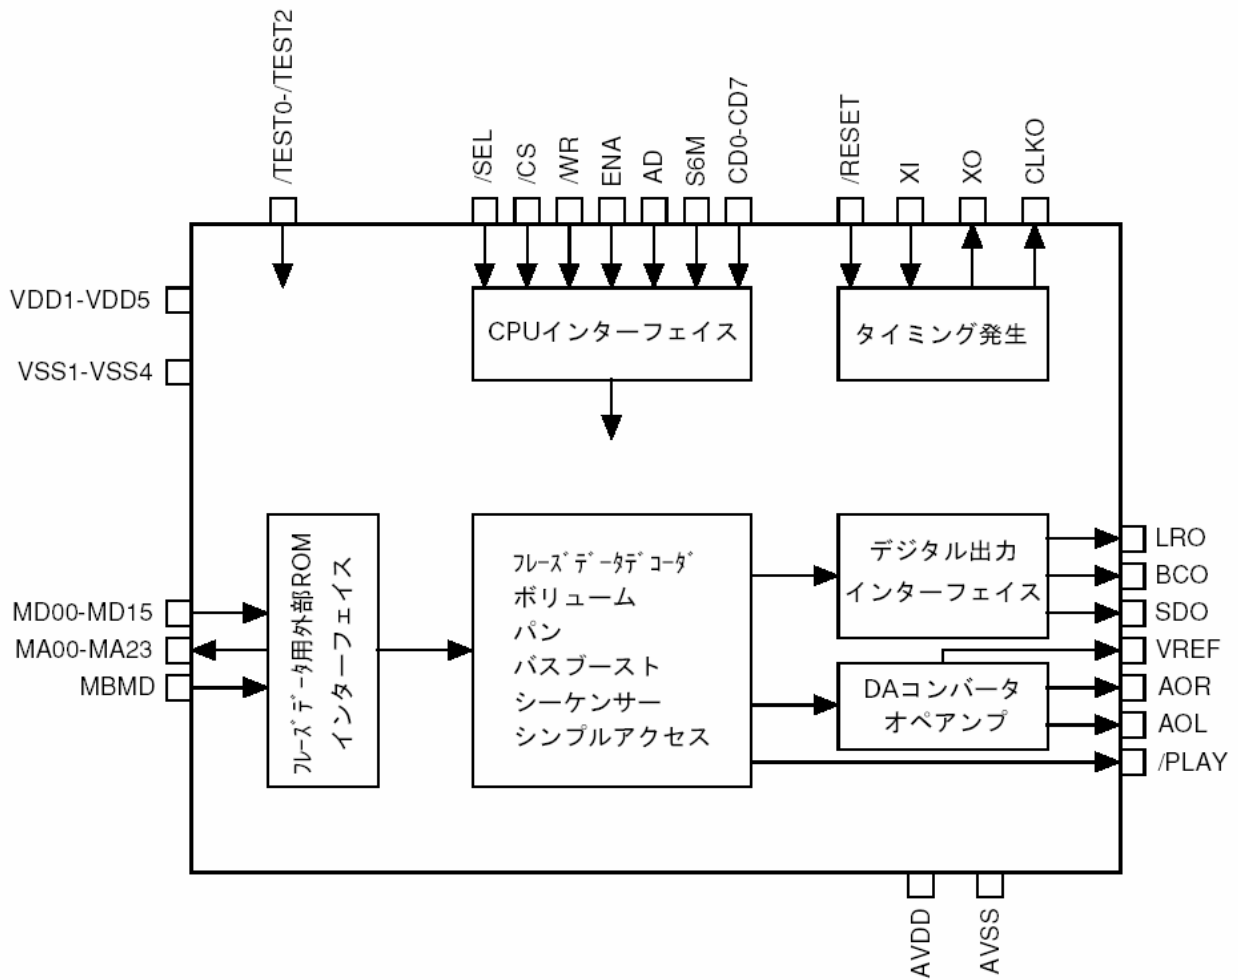 /TEST0-/TEST2
/SEL
/CS
/WR
ENA
AD
S6M
CD0-CD7
/RESET
XI
XO
CLKO
VDD1-VDD5
VSS1-VSS4
CPUインターフェイス
タイミング発生
MD00-MD15
MA00-MA23
MBMD
ﾌﾚｰｽﾞﾃﾞｰﾀ用外部ROM
インターフェイス
ﾌﾚｰｽﾞﾃﾞｰﾀﾃﾞｺｰﾀﾞ
ボリューム
パン
バスブースト
シーケンサー
シンプルアクセス
デジタル出力
インターフェイス
DAコンバータ
オペアンプ
LRO
BCO
SDO
VREF
AOR
AOL
/PLAY
AVDD
AVSS